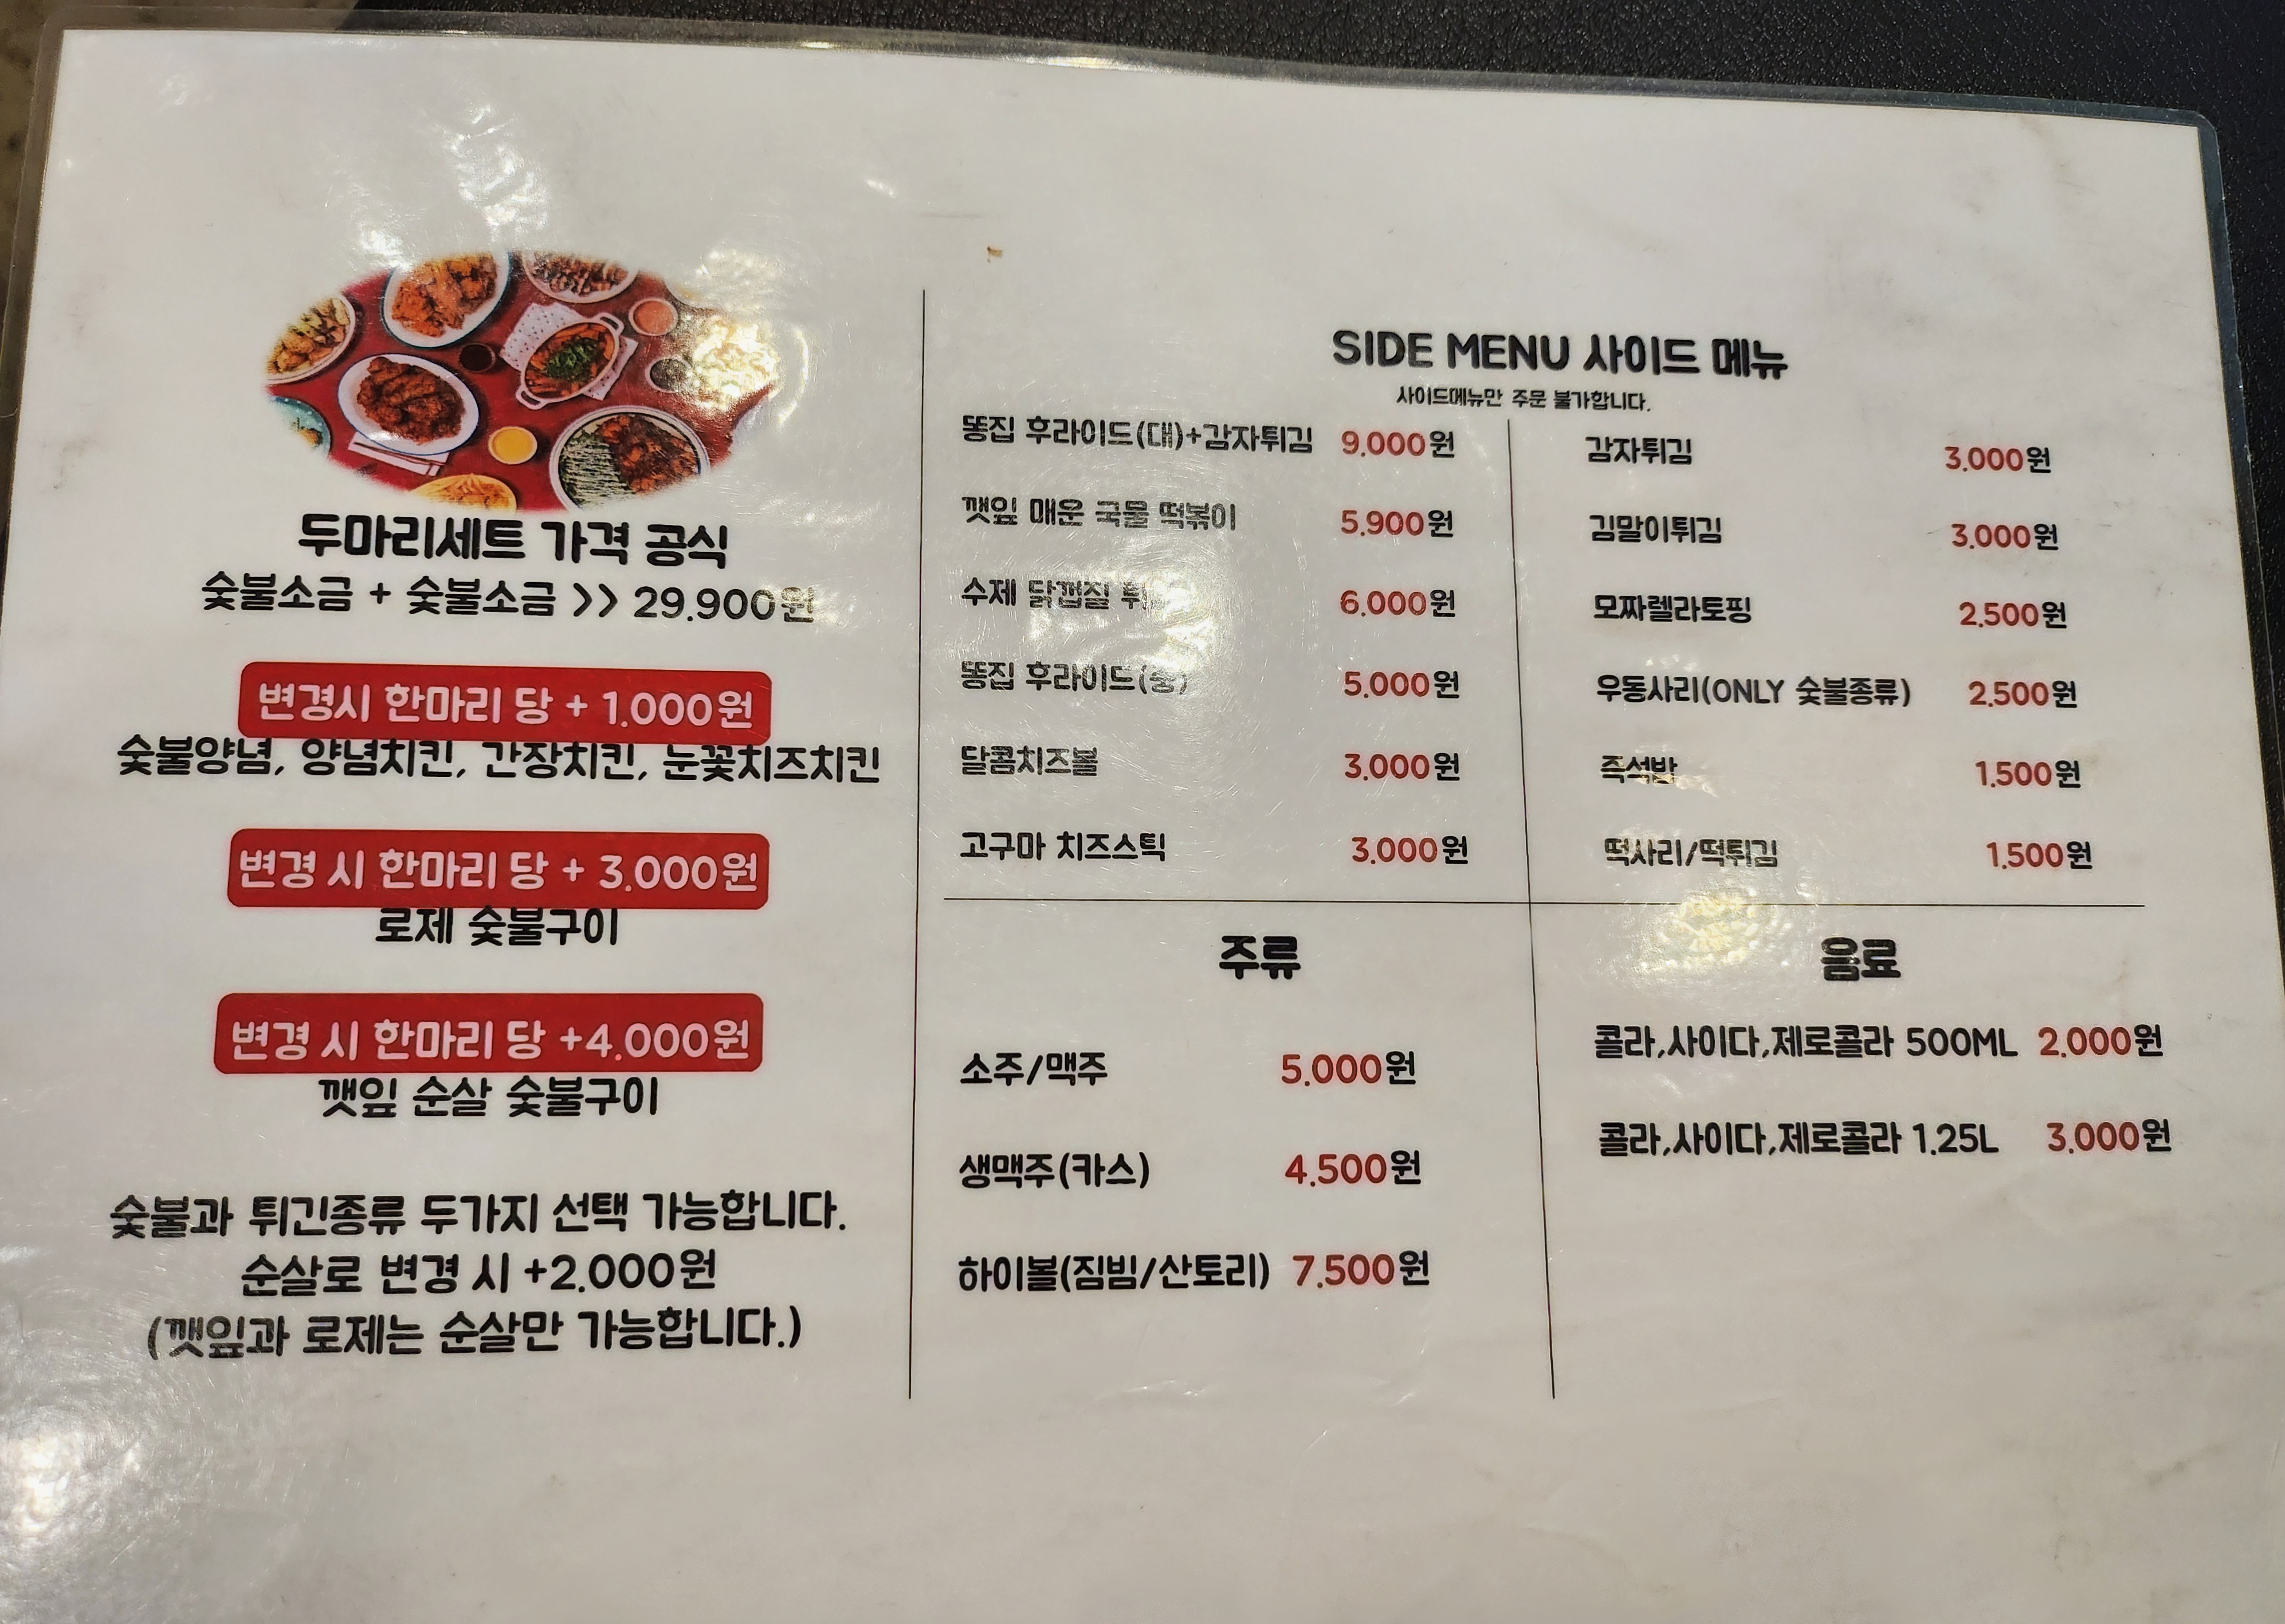 두마리세트 가격 공식
숯불소금 + 숯불소금 >> 29.900원
변경시 한마리 당 + 1.000원
숯불양념, 양념치킨, 간장치킨, 눈꽃치즈치킨
변경 시 한마리 당 + 3.000원
로제 숯불구이
변경 시 한마리 당 +4.000원
깻잎 순살 숯불구이
숯불과 튀긴종류 두가지 선택 가능합니다.
순살로 변경 시 +2.000원
(깻잎과 로제는 순살만 가능합니다.)
SIDE MENU 사이드 메뉴
사이드메뉴만 주문 불가합니다.
똥집 후라이드(대)+감자튀김 9.000원
깻잎 매운 국물 떡볶이 5.900원
수제 닭껍질 6.000원
똥집 후라이드(중) 5.000원
달콤치즈볼 3.000원
고구마 치즈스틱 3.000원
감자튀김 3.000원
김말이튀김 3.000원
모짜렐라토핑 2.500원
우동사리(ONLY 숯불종류) 2.500원
즉석밥 1.500원
떡사리/떡튀김 1.500원
주류
소주/맥주 5.000원
생맥주(카스) 4.500원
하이볼(짐빔/산토리) 7.500원
음료
콜라,사이다,제로콜라 500ML 2.000원
콜라,사이다,제로콜라 1.25L 3.000원